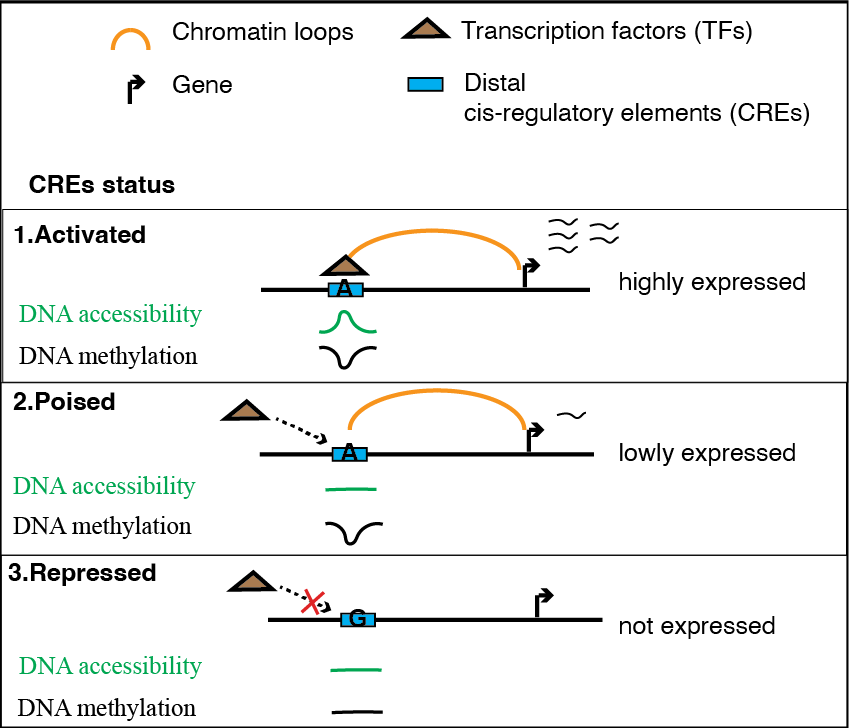 Chromatin loops
Transcription factors (TFs)
Gene
Distal
cis-regulatory elements (CREs)
CREs status
1.Activated
A
highly expressed
DNA accessibility
DNA methylation
2.Poised
A
lowly expressed
DNA accessibility
DNA methylation
3.Repressed
G
not expressed
DNA accessibility
DNA methylation